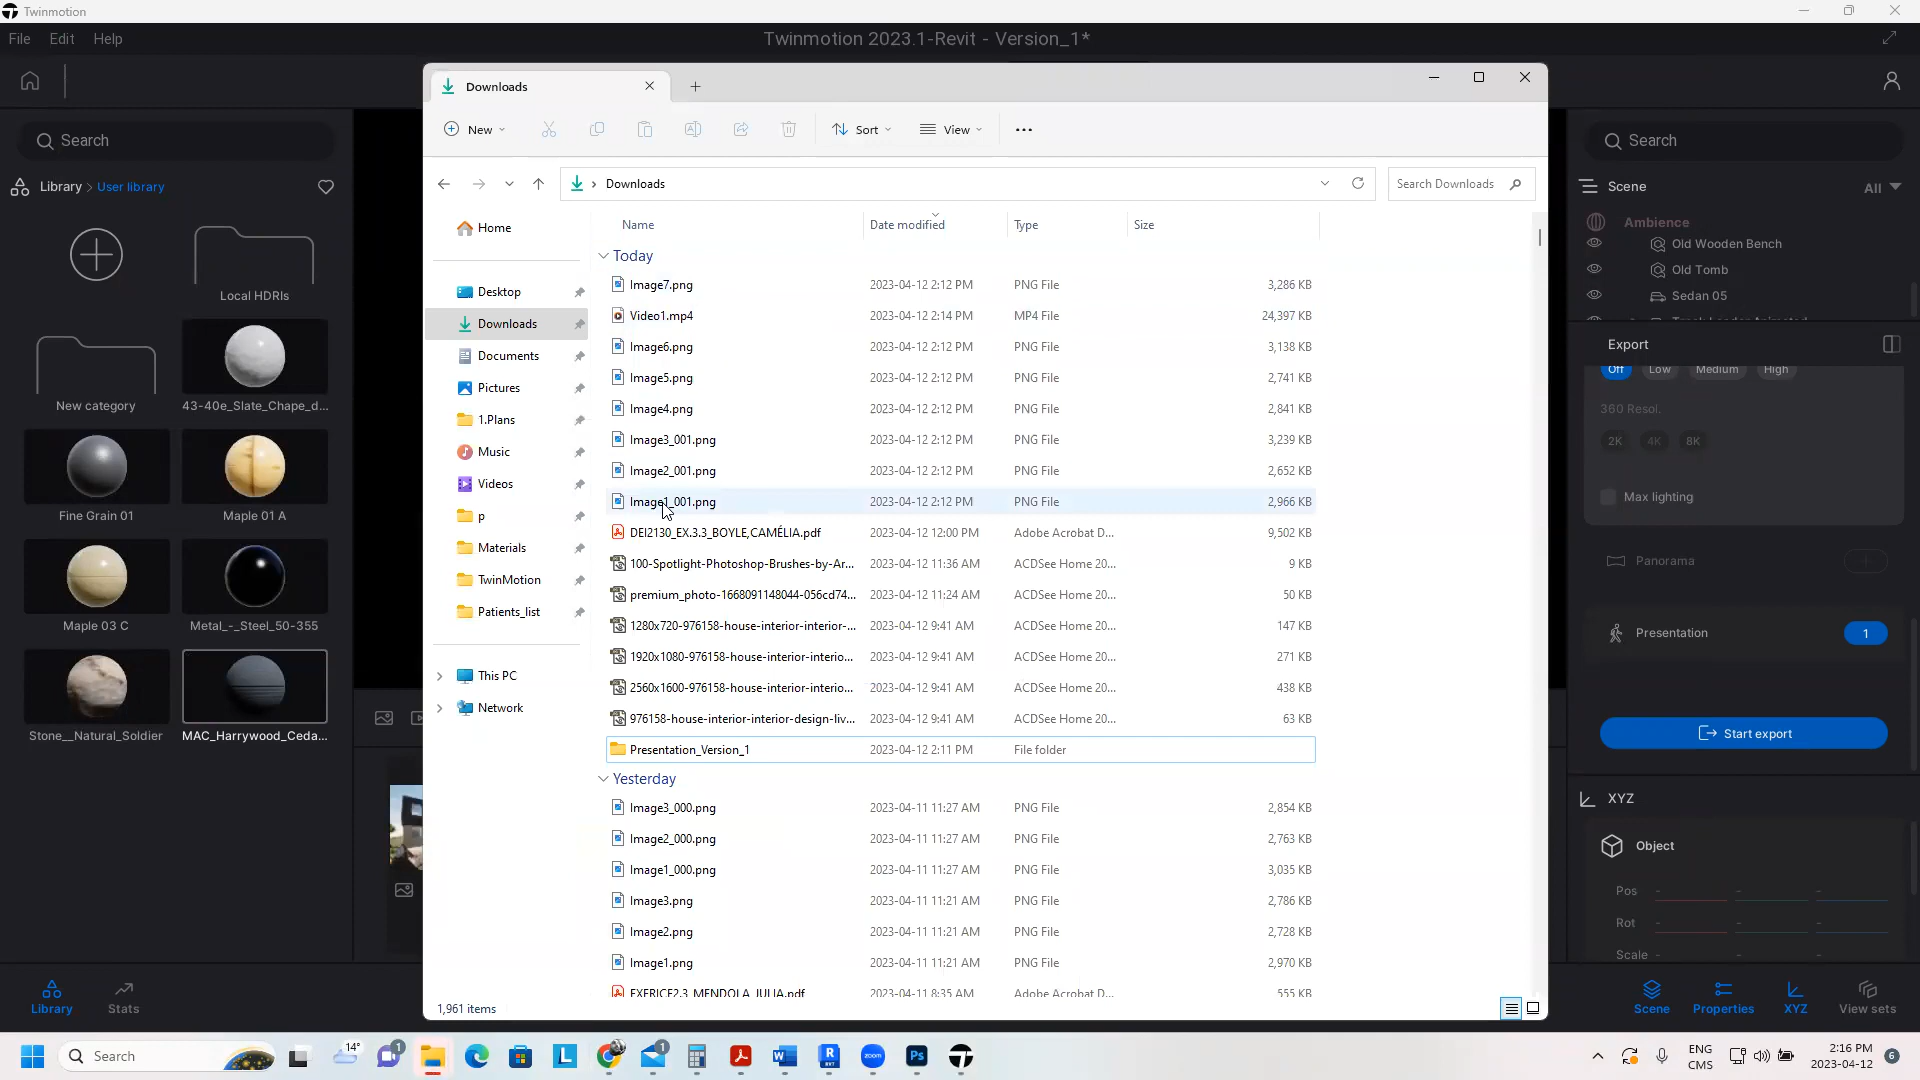 Twinmotion
File Edit Help
Twinmotion 2023.1-Revit - Version_1*
Search
Library > User library
Local HDRIs
New category
43-40e_Slate_Chape_d...
Fine Grain 01
Maple 01 A
Maple 03 C
Metal_-_Steel_50-355
Stone__Natural_Soldier
MAC_Harrywood_Ceda...
Library
Stats
Downloads
New
Sort
View
Downloads
Search Downloads
Home
Desktop
Downloads
Documents
Pictures
1.Plans
Music
Videos
p
Materials
TwinMotion
Patients_list
This PC
Network
Name Date modified Type Size
Today
Image7.png 2023-04-12 2:12 PM PNG File 3,286 KB
Video1.mp4 2023-04-12 2:14 PM MP4 File 24,397 KB
Image6.png 2023-04-12 2:12 PM PNG File 3,138 KB
Image5.png 2023-04-12 2:12 PM PNG File 2,741 KB
Image4.png 2023-04-12 2:12 PM PNG File 2,841 KB
Image3_001.png 2023-04-12 2:12 PM PNG File 3,239 KB
Image2_001.png 2023-04-12 2:12 PM PNG File 2,652 KB
Image1_001.png 2023-04-12 2:12 PM PNG File 2,966 KB
DEI2130_EX.3.3_BOYLE,CAMÉLIA.pdf 2023-04-12 12:00 PM Adobe Acrobat D... 9,502 KB
100-Spotlight-Photoshop-Brushes-by-Ar... 2023-04-12 11:36 AM ACDSee Home 20... 9 KB
premium_photo-1668091148044-056cd74... 2023-04-12 11:24 AM ACDSee Home 20... 50 KB
1280x720-976158-house-interior-interior-... 2023-04-12 9:41 AM ACDSee Home 20... 147 KB
1920x1080-976158-house-interior-interio... 2023-04-12 9:41 AM ACDSee Home 20... 271 KB
2560x1600-976158-house-interior-interio... 2023-04-12 9:41 AM ACDSee Home 20... 438 KB
976158-house-interior-interior-design-liv... 2023-04-12 9:41 AM ACDSee Home 20... 63 KB
Presentation_Version_1 2023-04-12 2:11 PM File folder
Yesterday
Image3_000.png 2023-04-11 11:27 AM PNG File 2,854 KB
Image2_000.png 2023-04-11 11:27 AM PNG File 2,763 KB
Image1_000.png 2023-04-11 11:27 AM PNG File 3,035 KB
Image3.png 2023-04-11 11:21 AM PNG File 2,786 KB
Image2.png 2023-04-11 11:21 AM PNG File 2,728 KB
Image1.png 2023-04-11 11:21 AM PNG File 2,970 KB
EXERICE2.3_MENDOLA_JULIA.pdf 2023-04-11 8:35 AM Adobe Acrobat D... 555 KB
1,961 items
Search
Scene All
Ambience
Old Wooden Bench
Old Tomb
Sedan 05
Export
Off Low Medium High
360 Resol.
2K 4K 8K
Max lighting
Panorama
Presentation 1
Start export
XYZ
Object
Pos - - -
Rot - - -
Scale - - -
Scene Properties XYZ View sets
Search
14°
1
1
ENG
CMS
2:16 PM
2023-04-12
6